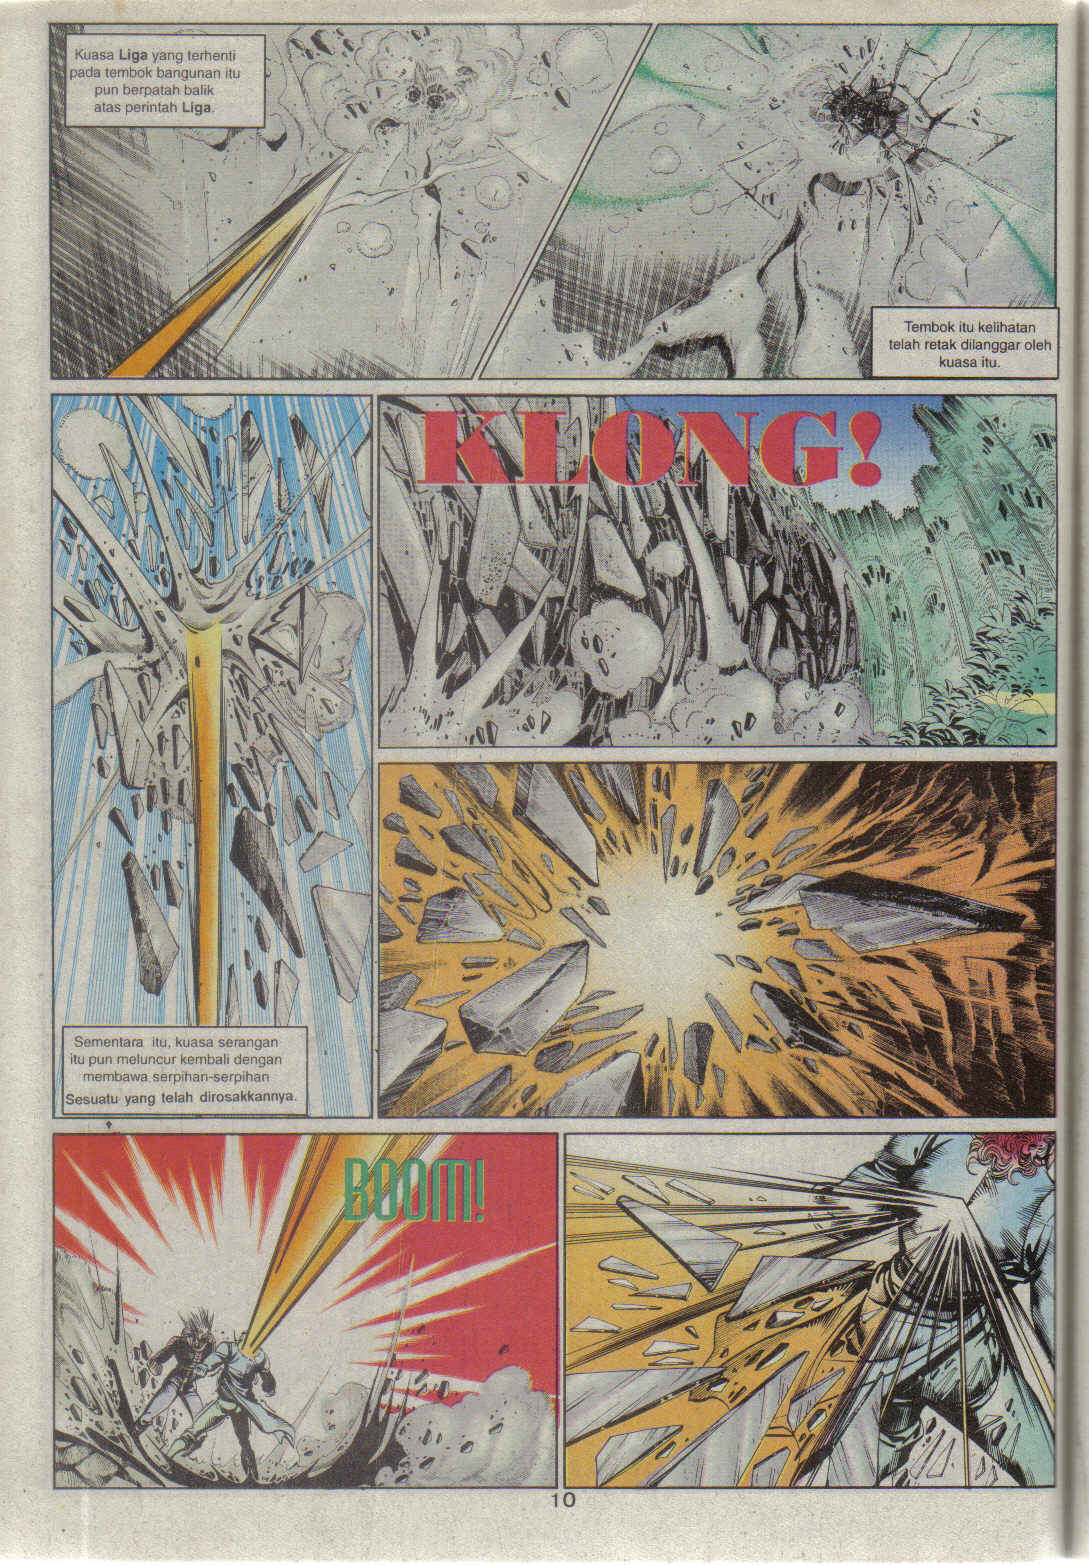 Kuasa Liga yang terhenti
pada tembok bangunan itu
pun berpatah balik
atas perintah Liga.
Tembok itu kelihatan
telah retak dilanggar oleh
kuasa itu.
KLONG!
Sementara itu, kuasa serangan
itu pun meluncur kembali dengan
membawa serpihan-serpihan
Sesuatu yang telah dirosakkannya.
BOOM!
10